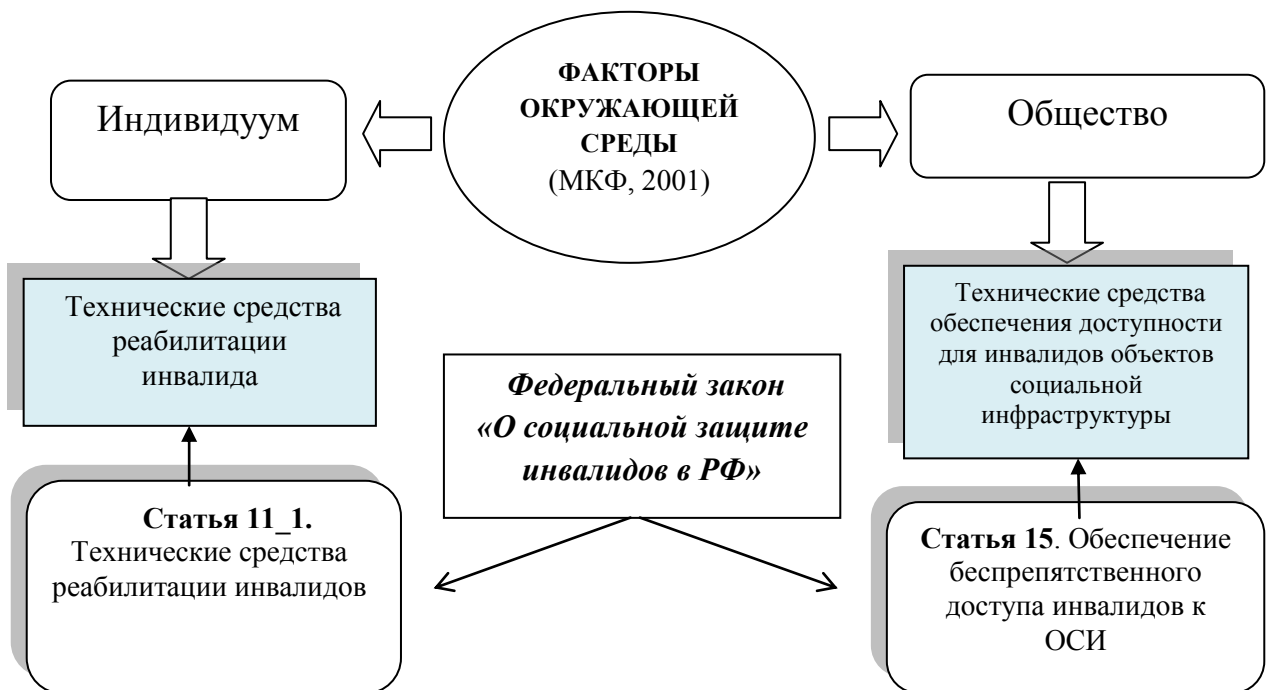 ФАКТОРЫ
ОКРУЖАЮЩЕЙ
СРЕДЫ
(МКФ, 2001)
Индивидуум
Общество
Технические средства
реабилитации
инвалида
Технические средства
обеспечения доступности
для инвалидов объектов
социальной
инфраструктуры
Федеральный закон
«О социальной защите
инвалидов в РФ»
Статья 11_1.
Технические средства
реабилитации инвалидов
Статья 15. Обеспечение
беспрепятственного
доступа инвалидов к
ОСИ